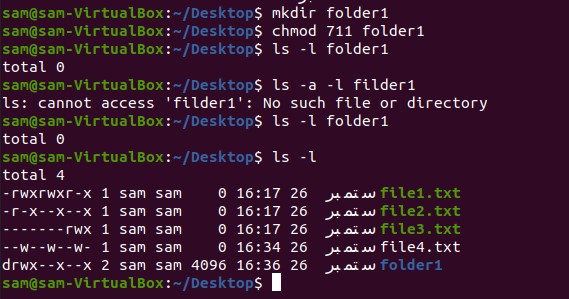 sam@sam-VirtualBox:~/Desktop$ mkdir folder1
sam@sam-VirtualBox:~/Desktop$ chmod 711 folder1
sam@sam-VirtualBox:~/Desktop$ ls -l folder1
total 0
sam@sam-VirtualBox:~/Desktop$ ls -a -l filder1
ls: cannot access 'filder1': No such file or directory
sam@sam-VirtualBox:~/Desktop$ ls -l folder1
total 0
sam@sam-VirtualBox:~/Desktop$ ls -l
total 4
-rwxrwxr-x 1 sam sam    0 16:17 26  ستمبر file1.txt
-r-x--x--x 1 sam sam    0 16:17 26  ستمبر file2.txt
-------rwx 1 sam sam    0 16:17 26  ستمبر file3.txt
--w--w--w- 1 sam sam    0 16:34 26  ستمبر file4.txt
drwx--x--x 2 sam sam 4096 16:36 26  ستمبر folder1
sam@sam-VirtualBox:~/Desktop$